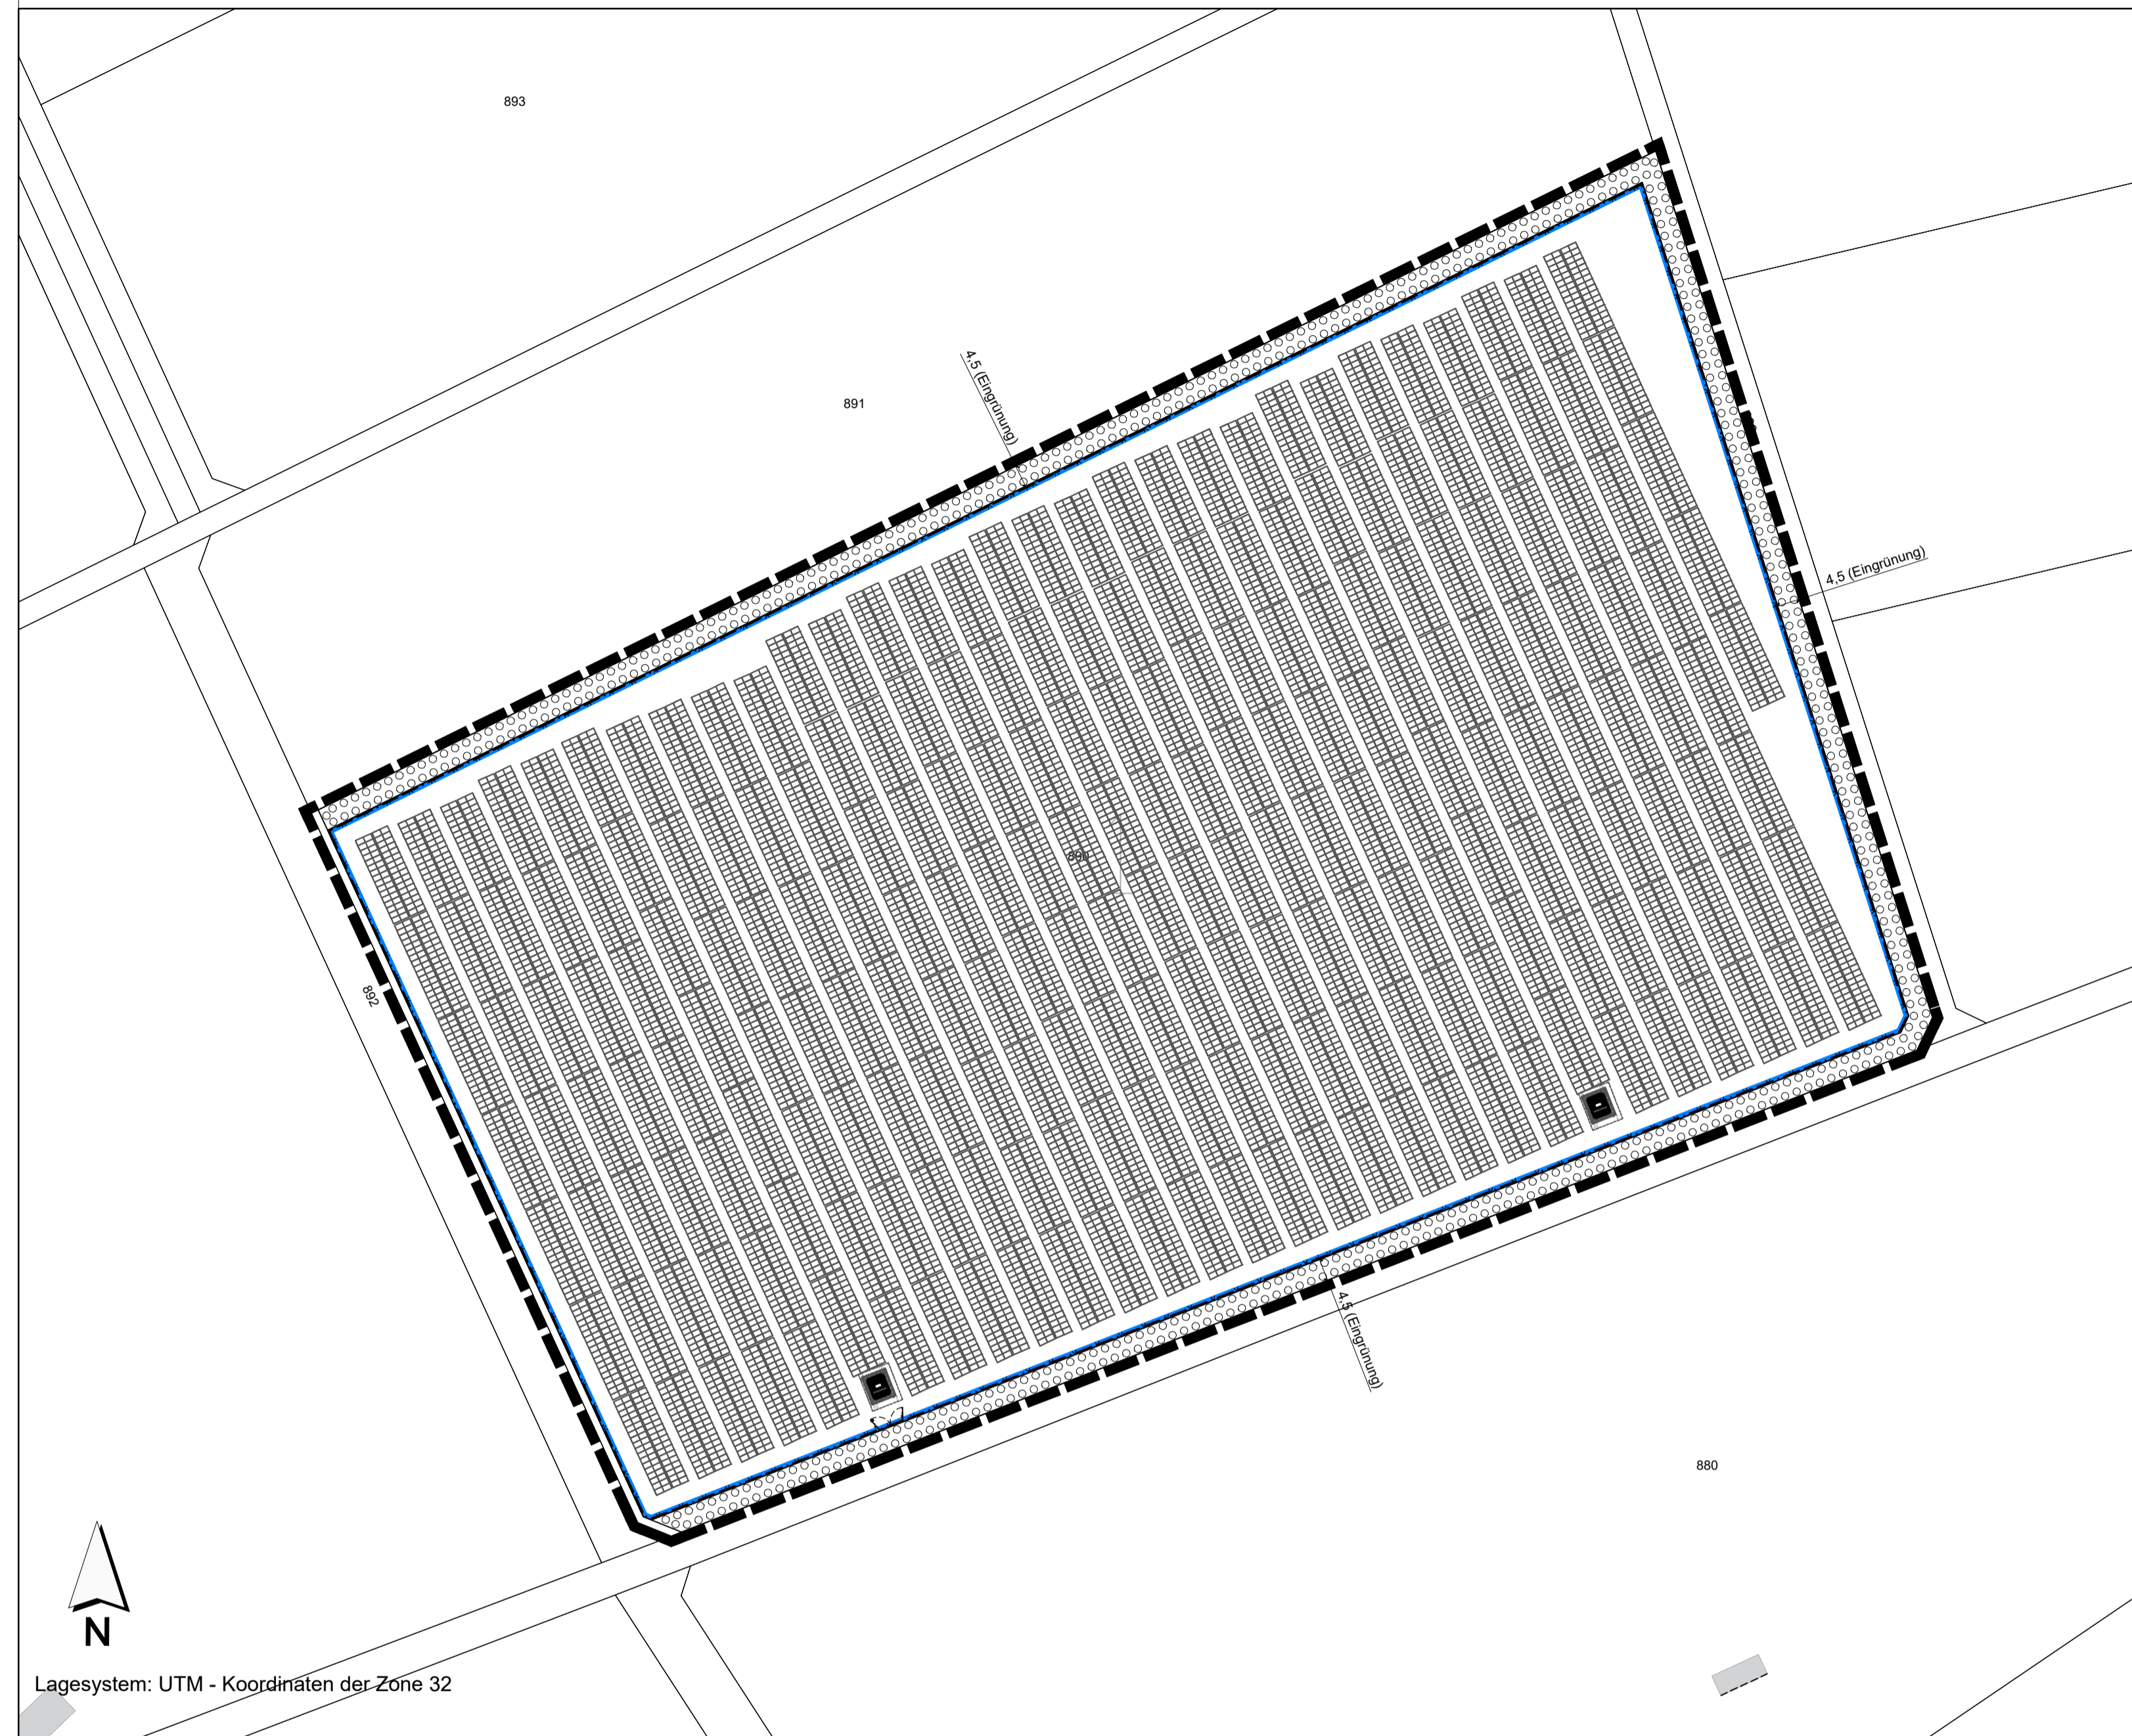 893
4,5 (Eingrünung)
891
4,5 (Eingrünung)
890
892
4,5 (Eingrünung)
880
N
Lagesystem: UTM - Koordinaten der Zone 32